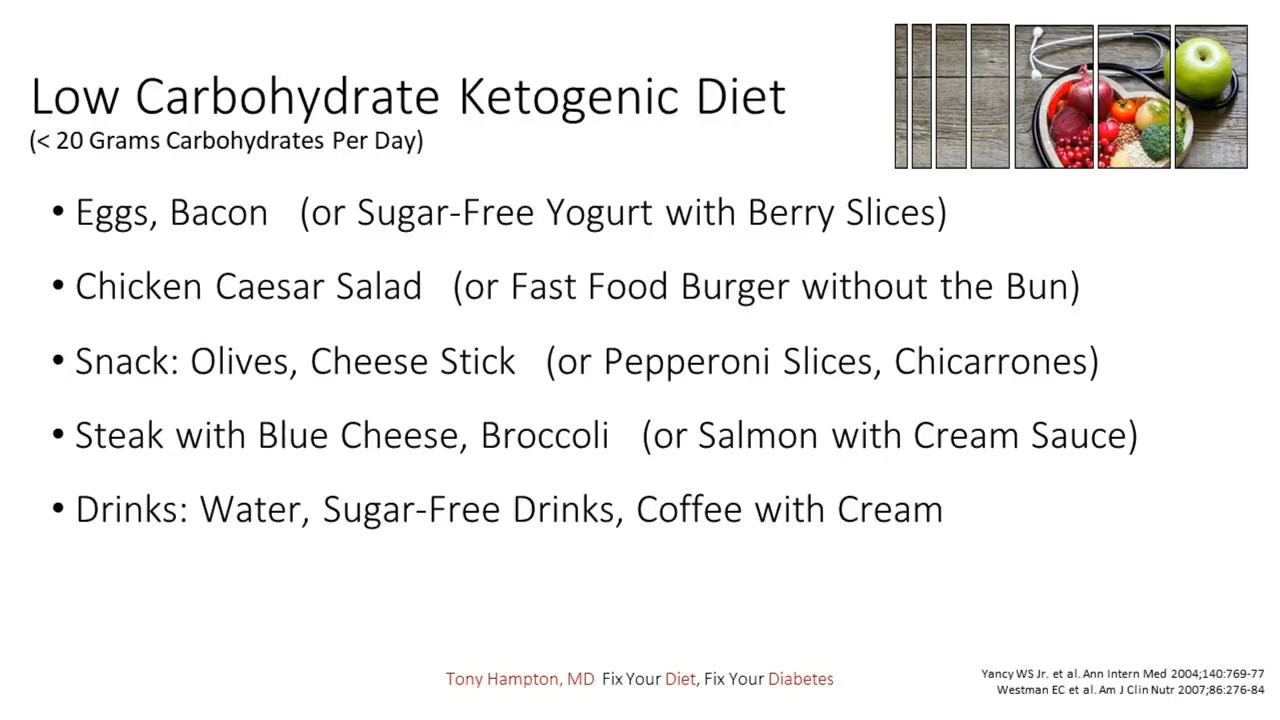 Low Carbohydrate Ketogenic Diet
(< 20 Grams Carbohydrates Per Day)
• Eggs, Bacon (or Sugar-Free Yogurt with Berry Slices)
• Chicken Caesar Salad (or Fast Food Burger without the Bun)
• Snack: Olives, Cheese Stick (or Pepperoni Slices, Chicarrones)
• Steak with Blue Cheese, Broccoli (or Salmon with Cream Sauce)
• Drinks: Water, Sugar-Free Drinks, Coffee with Cream
Tony Hampton, MD Fix Your Diet, Fix Your Diabetes
Yancy WS Jr. et al. Ann Intern Med 2004;140:769-77
Westman EC et al. Am J Clin Nutr 2007;86:276-84